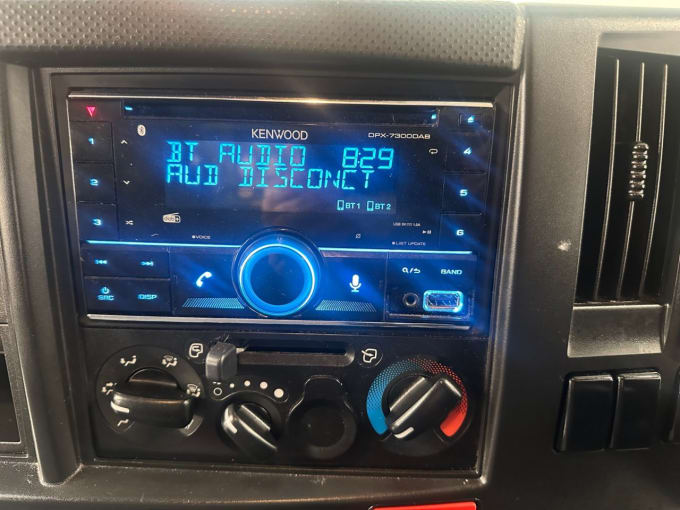 KENWOOD DPX-7300DAB
BT AUDIO 8:29
AUD DISCONCT
BT1 BT2
1
2
3
4
5
6
VOICE
LAST UPDATE
SRC DISP
BAND